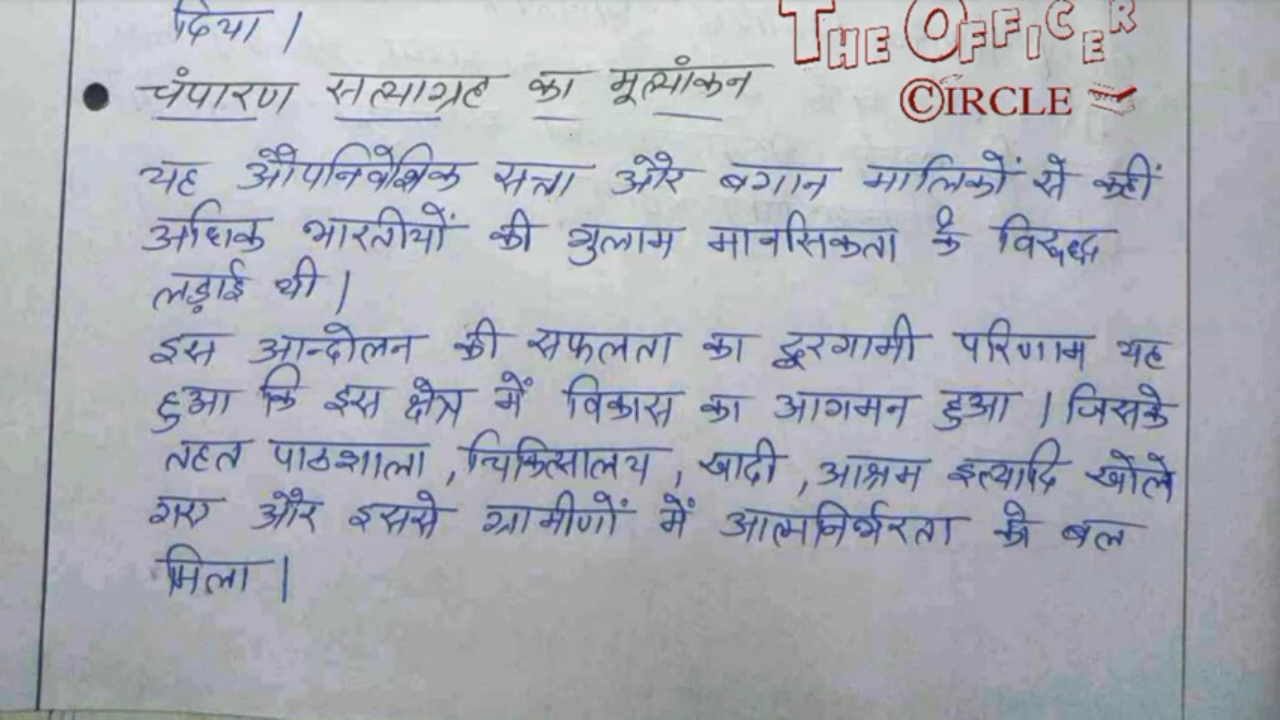 दिया।
THE OFFICER
CIRCLE
चंपारण सत्याग्रह का मूल्यांकन
यह औपनिवेशिक सत्ता और बगान मालिकों से कहीं
अधिक भारतीयों की गुलाम मानसिकता के विरुद्ध
लड़ाई थी।
इस आन्दोलन की सफलता का दूरगामी परिणाम यह
हुआ कि इस क्षेत्र में विकास का आगमन हुआ। जिसके
तहत पाठशाला, चिकित्सालय, खादी, आश्रम इत्यादि खोले
गए और इससे ग्रामीणों में आत्मनिर्भरता को बल
मिला।